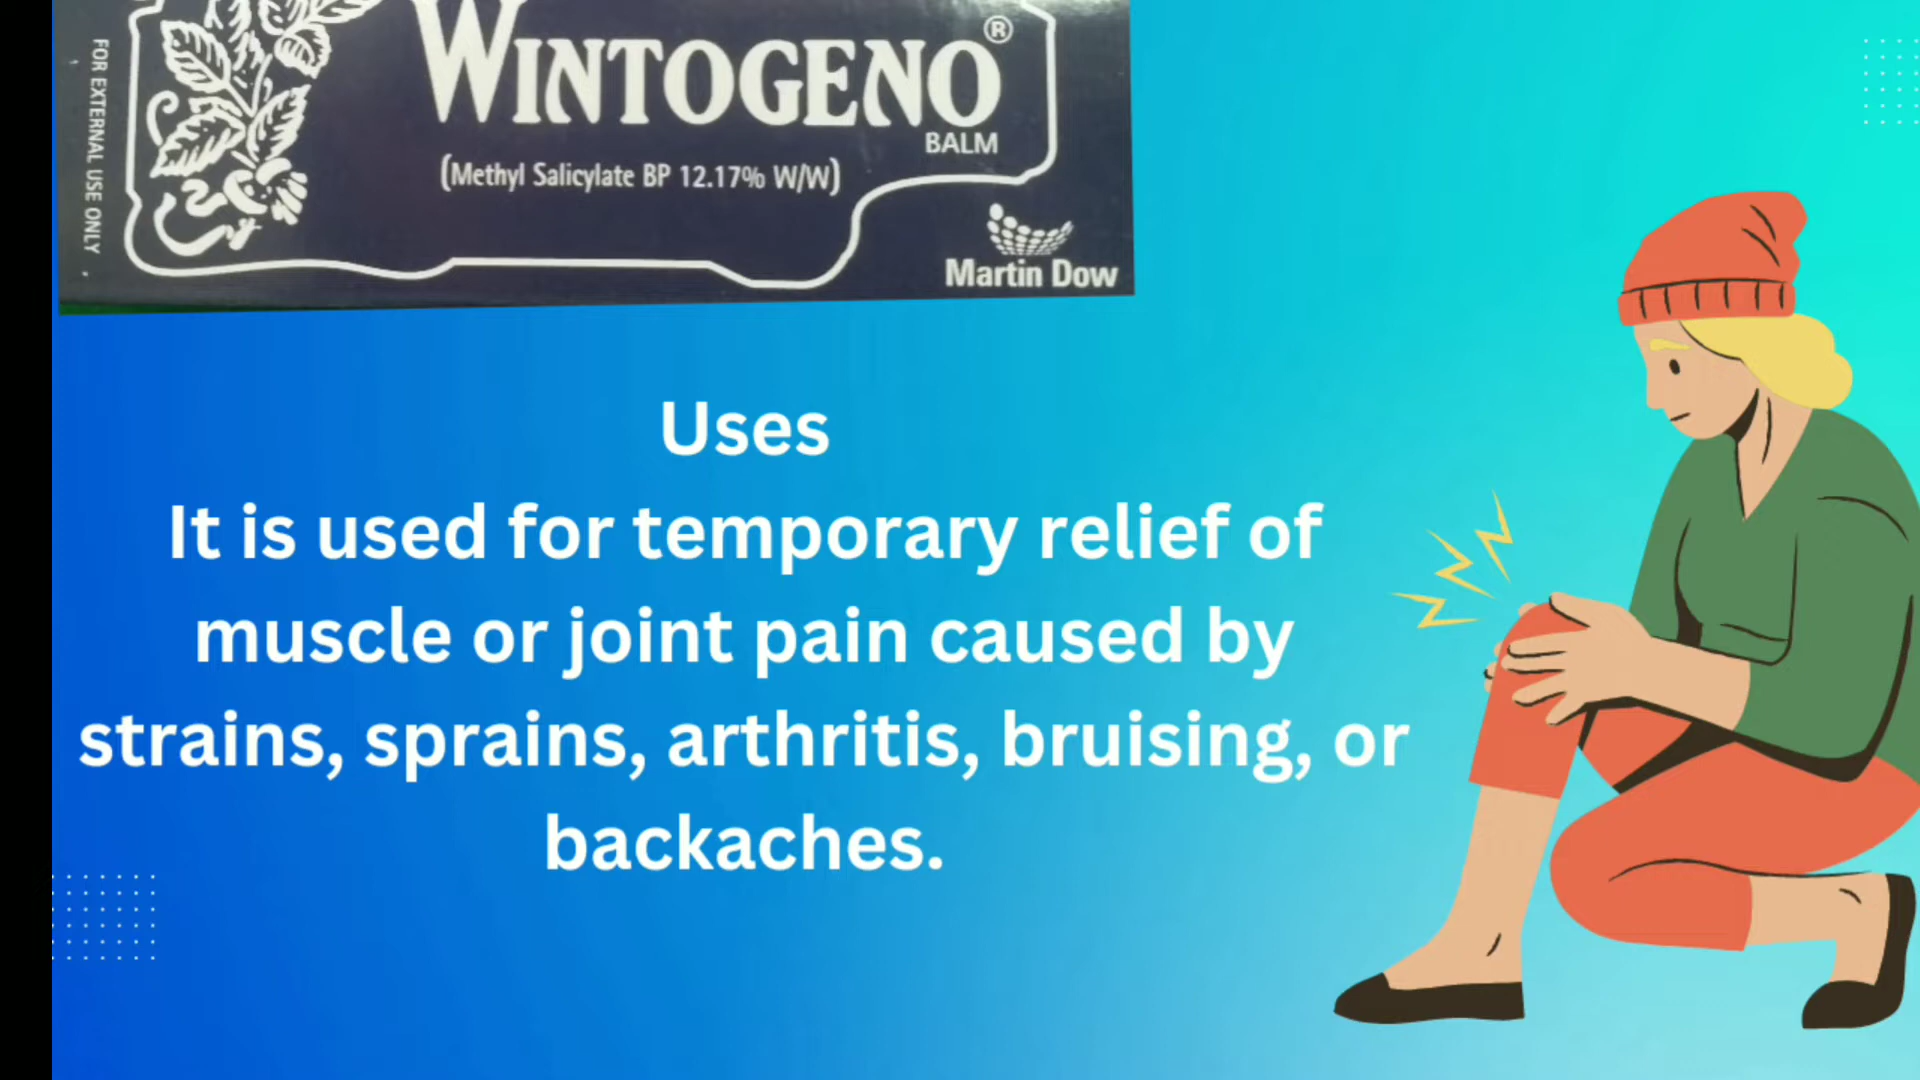 FOR EXTERNAL USE ONLY
WINTOGENO®
BALM
(Methyl Salicylate BP 12.17% W/W)
Martin Dow
Uses
It is used for temporary relief of
muscle or joint pain caused by
strains, sprains, arthritis, bruising, or
backaches.